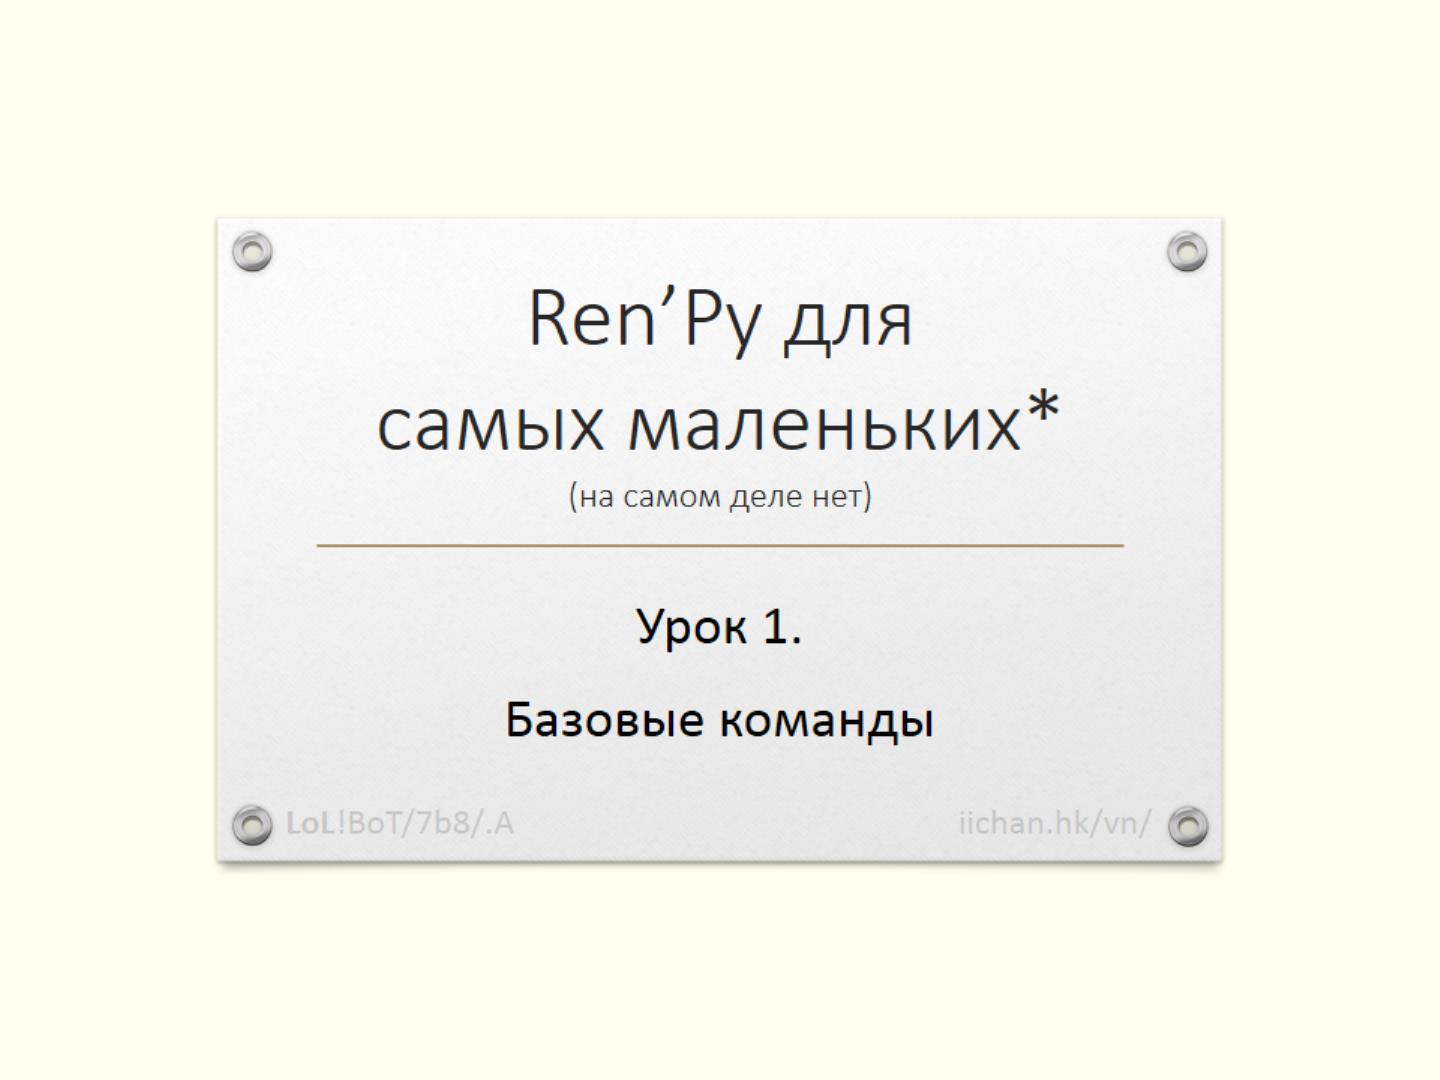 Ren’Py для
самых маленьких*
(на самом деле нет)
Урок 1.
Базовые команды
LoL!BoT/7b8/.A
iichan.hk/vn/